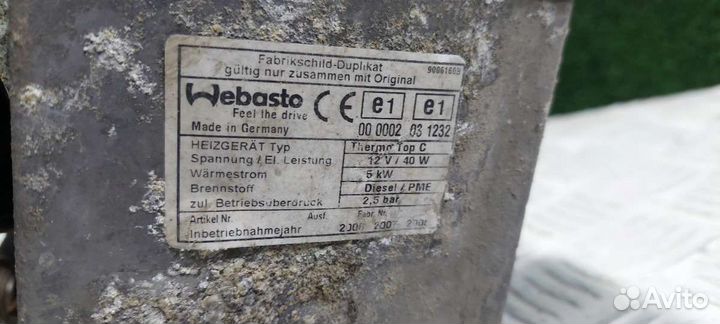 Fabrikschild-Duplikat
gültig nur zusammen mit Original
Webasto
Feel the drive
Made in Germany
CE e1 e1
00 0002 03 1232
HEIZGERÄT Typ Thermo Top C
Spannung / El. Leistung 12 V / 40 W
Wärmestrom 5 kW
Brennstoff Diesel / PME
zul. Betriebsüberdruck 2,5 bar
Artikel Nr. Ausf. Fabr. Nr.
Inbetriebnahmejahr
Avito